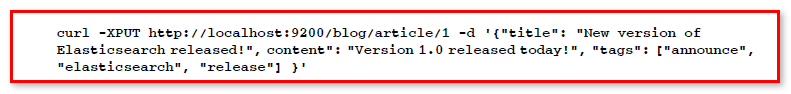 curl -XPUT http://localhost:9200/blog/article/1 -d '{"title": "New version of
Elasticsearch released!", content": "Version 1.0 released today!", "tags": ["announce",
"elasticsearch", "release"] }'